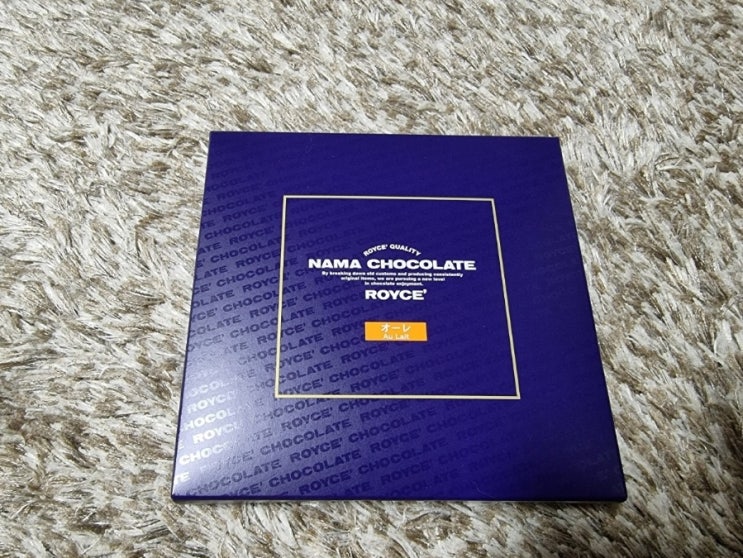 ROYCE' QUALITY
NAMA CHOCOLATE
By breaking down old customs and producing consistently
original items, we are pursuing a new level
in chocolate enjoyment.
ROYCE'
オーレ
Au Lait